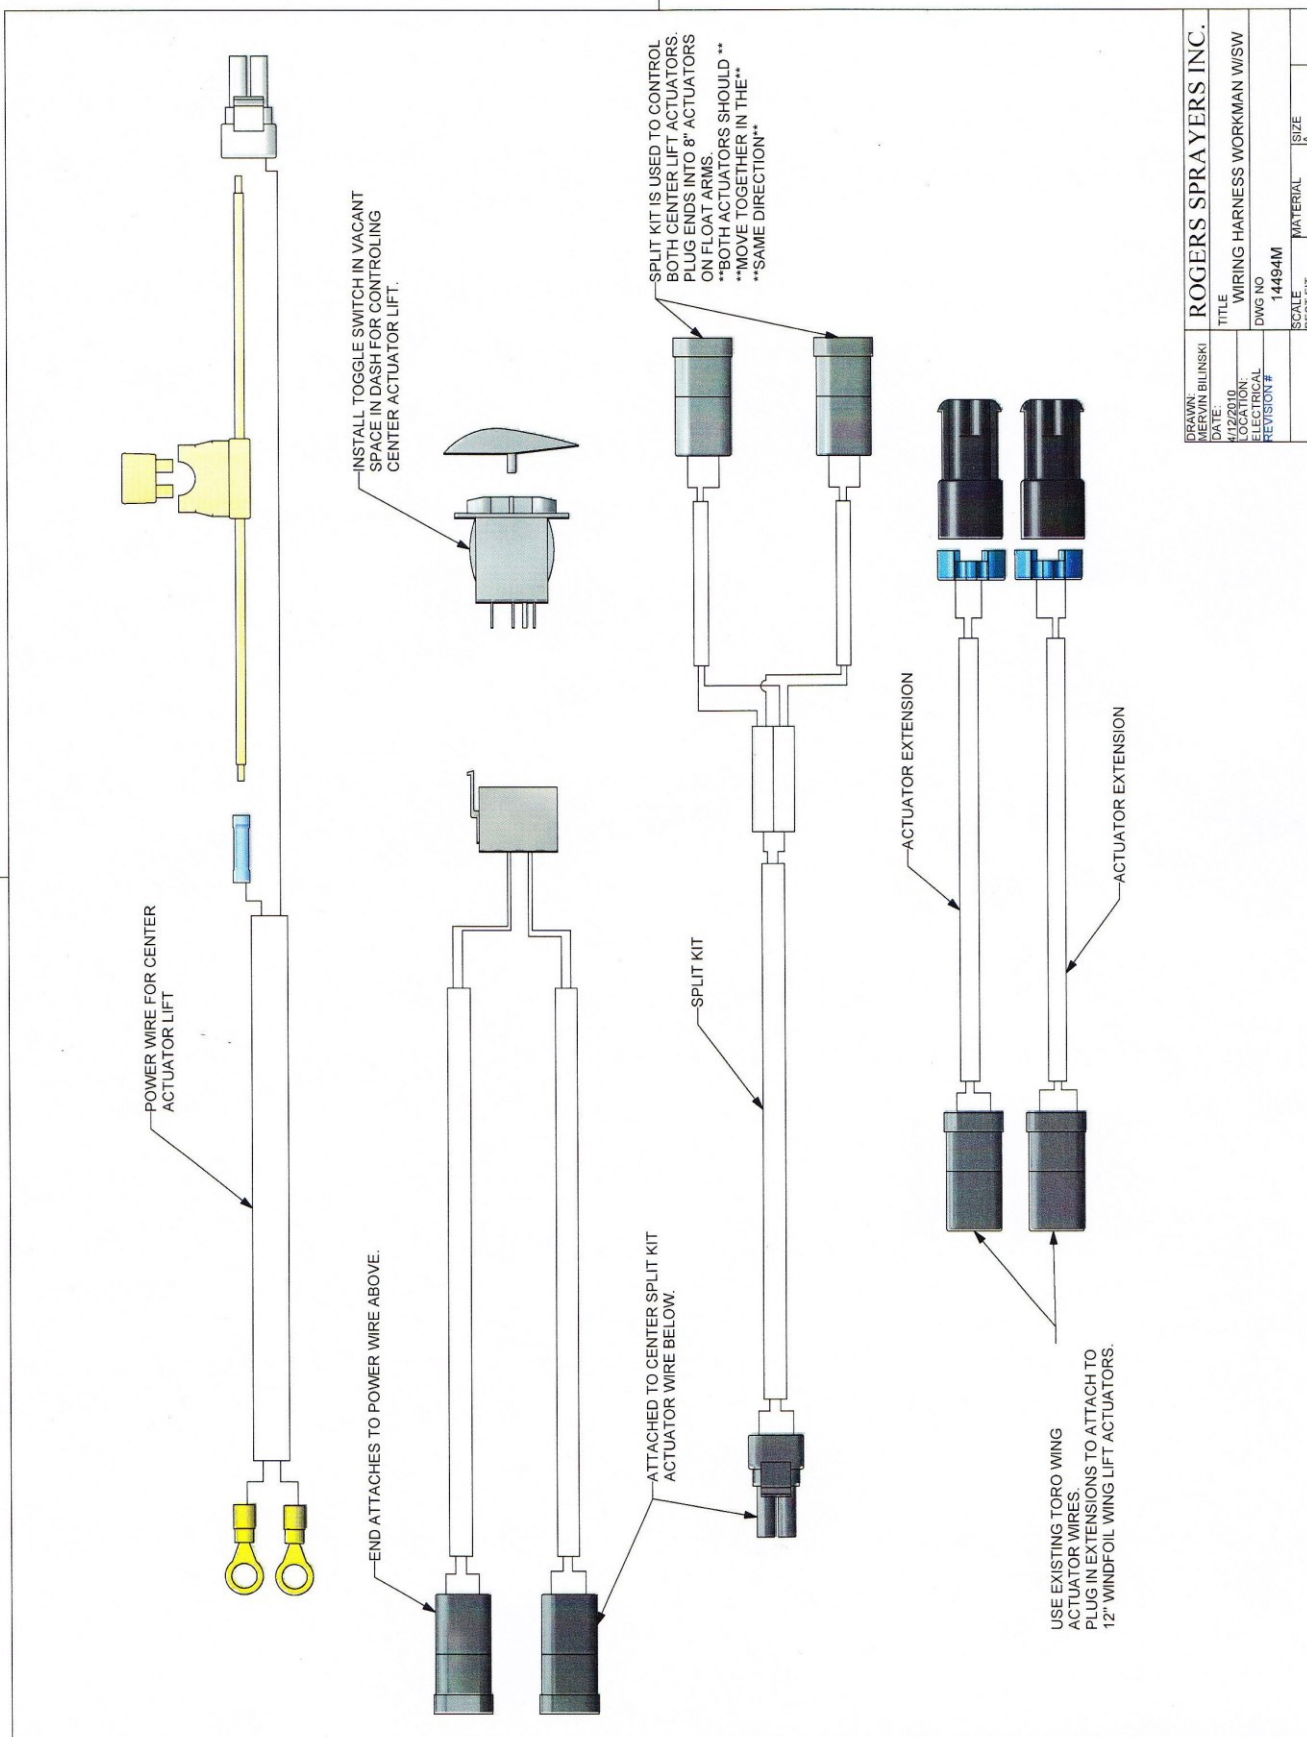 POWER WIRE FOR CENTER
ACTUATOR LIFT
INSTALL TOGGLE SWITCH IN VACANT
SPACE IN DASH FOR CONTROLING
CENTER ACTUATOR LIFT.
END ATTACHES TO POWER WIRE ABOVE.
ATTACHED TO CENTER SPLIT KIT
ACTUATOR WIRE BELOW.
SPLIT KIT
SPLIT KIT IS USED TO CONTROL
BOTH CENTER LIFT ACTUATORS.
PLUG ENDS INTO 8" ACTUATORS
ON FLOAT ARMS.
**BOTH ACTUATORS SHOULD **
**MOVE TOGETHER IN THE**
**SAME DIRECTION**
ACTUATOR EXTENSION
ACTUATOR EXTENSION
USE EXISTING TORO WING
ACTUATOR WIRES.
PLUG IN EXTENSIONS TO ATTACH TO
12" WINDFOIL WING LIFT ACTUATORS.
DRAWN:
MERVIN BILINSKI
DATE:
4/12/2010
LOCATION:
ELECTRICAL
REVISION #
ROGERS SPRAYERS INC.
TITLE
WIRING HARNESS WORKMAN W/SW
DWG NO
14494M
SCALE
MATERIAL
SIZE